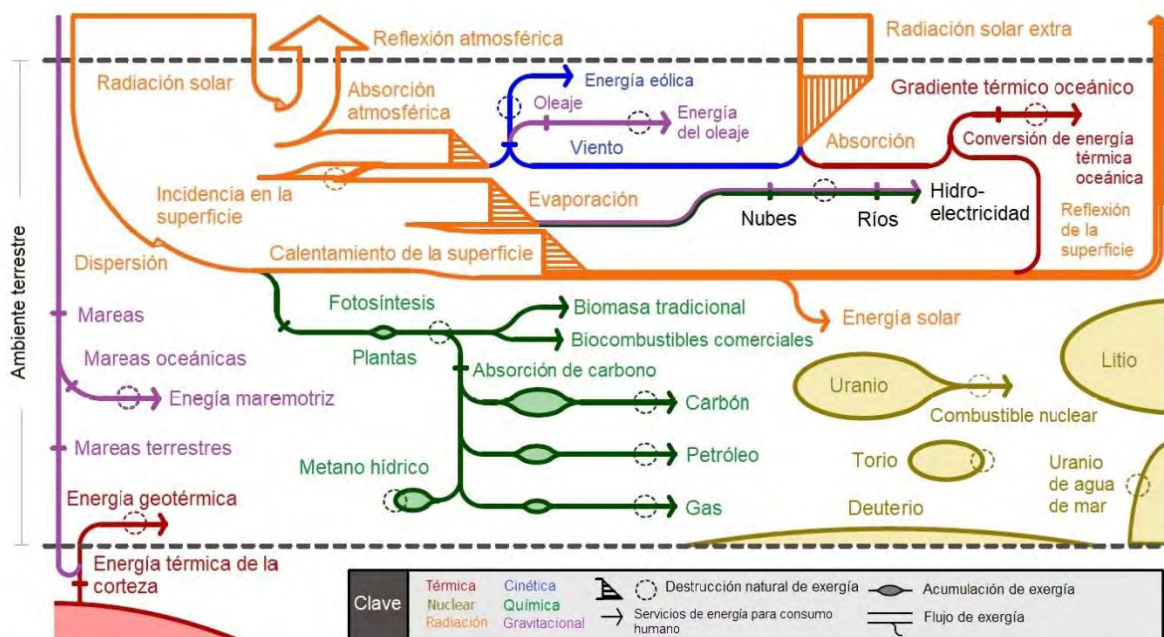 Reflexión atmosférica
Radiación solar extra
Radiación solar
Absorción
atmosférica
Energía eólica
Oleaje
Energía
del oleaje
Viento
Absorción
Gradiente térmico oceánico
Conversión de energía
térmica
oceánica
Incidencia en la
superficie
Evaporación
Nubes
Ríos
Hidro-
electricidad
Reflexión
de la
superficie
Dispersión
Calentamiento de la superficie
Ambiente terrestre
Mareas
Fotosíntesis
Plantas
Biomasa tradicional
Biocombustibles comerciales
Energía solar
Mareas oceánicas
Enegía maremotriz
Absorción de carbono
Carbón
Uranio
Combustible nuclear
Litio
Mareas terrestres
Metano hídrico
Petróleo
Gas
Torio
Deuterio
Uranio
de agua
de mar
Energía geotérmica
Energía térmica de la
corteza
Clave
Térmica
Nuclear
Radiación
Cinética
Química
Gravitacional
Destrucción natural de exergía
Servicios de energía para consumo
humano
Acumulación de exergía
Flujo de exergía